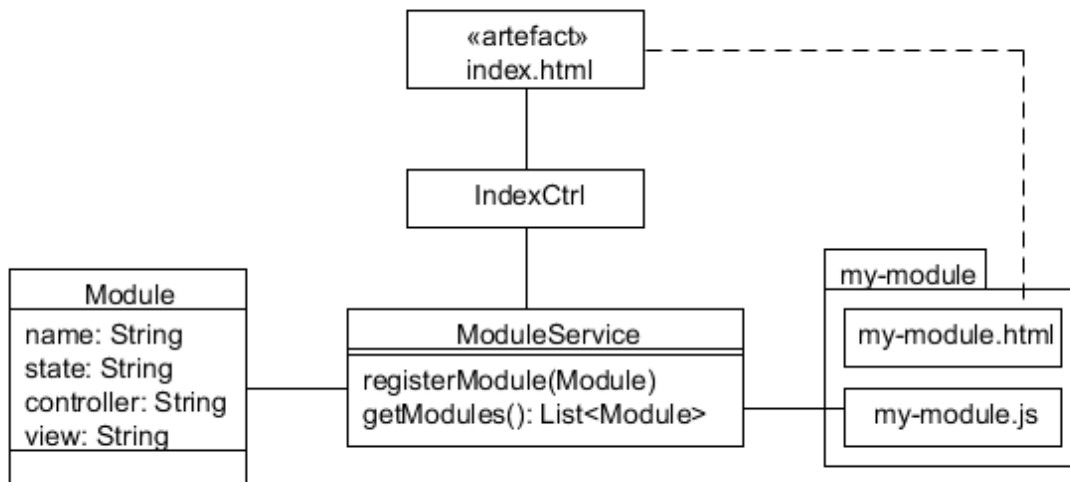 «artefact»
index.html
IndexCtrl
Module
name: String
state: String
controller: String
view: String
ModuleService
registerModule(Module)
getModules(): List<Module>
my-module
my-module.html
my-module.js